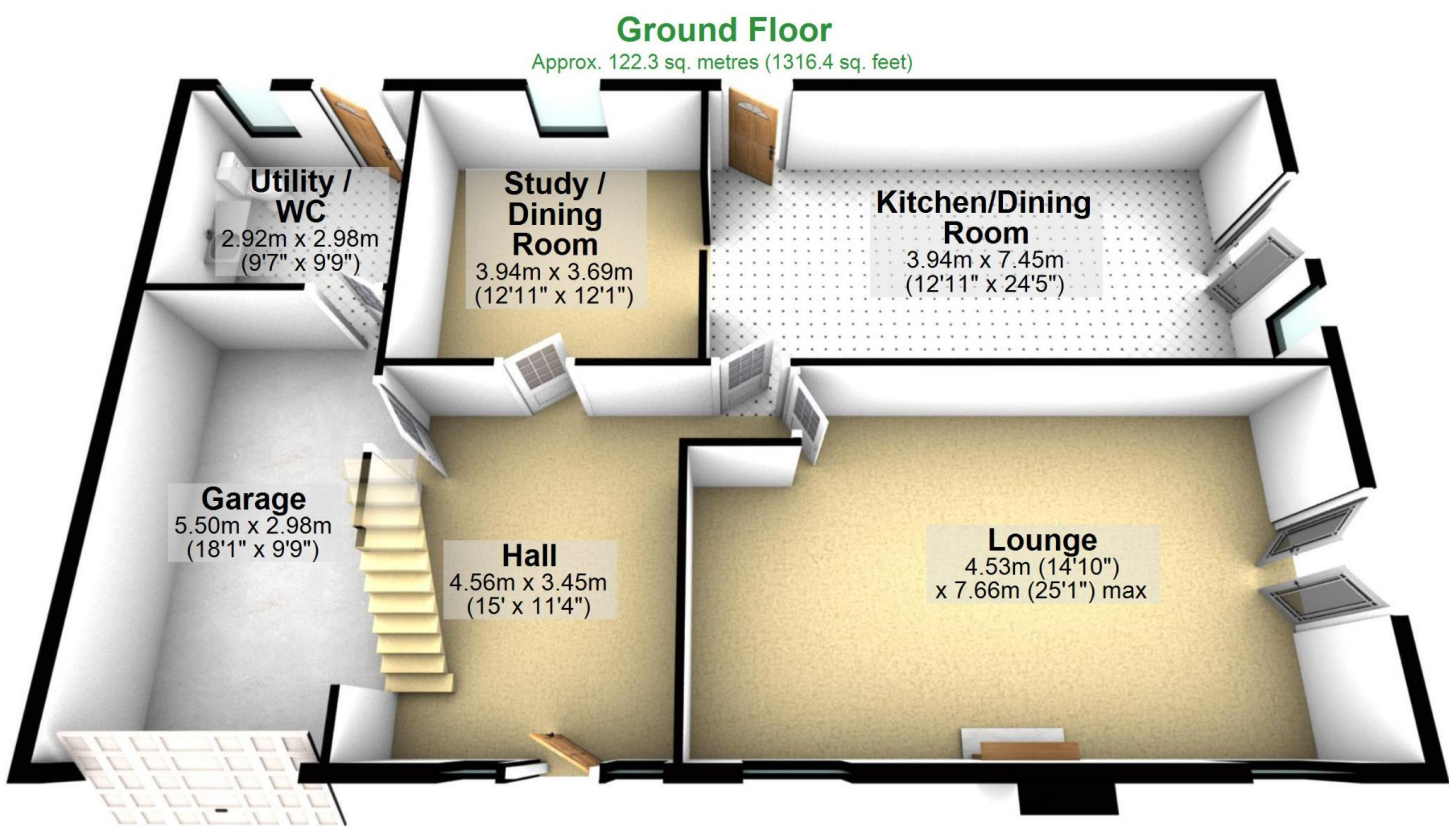 Ground Floor
Approx. 122.3 sq. metres (1316.4 sq. feet)
Utility /
WC
2.92m x 2.98m
(9'7" x 9'9")
Study /
Dining
Room
3.94m x 3.69m
(12'11" x 12'1")
Kitchen/Dining
Room
3.94m x 7.45m
(12'11" x 24'5")
Garage
5.50m x 2.98m
(18'1" x 9'9")
Hall
4.56m x 3.45m
(15' x 11'4")
Lounge
4.53m (14'10")
x 7.66m (25'1") max